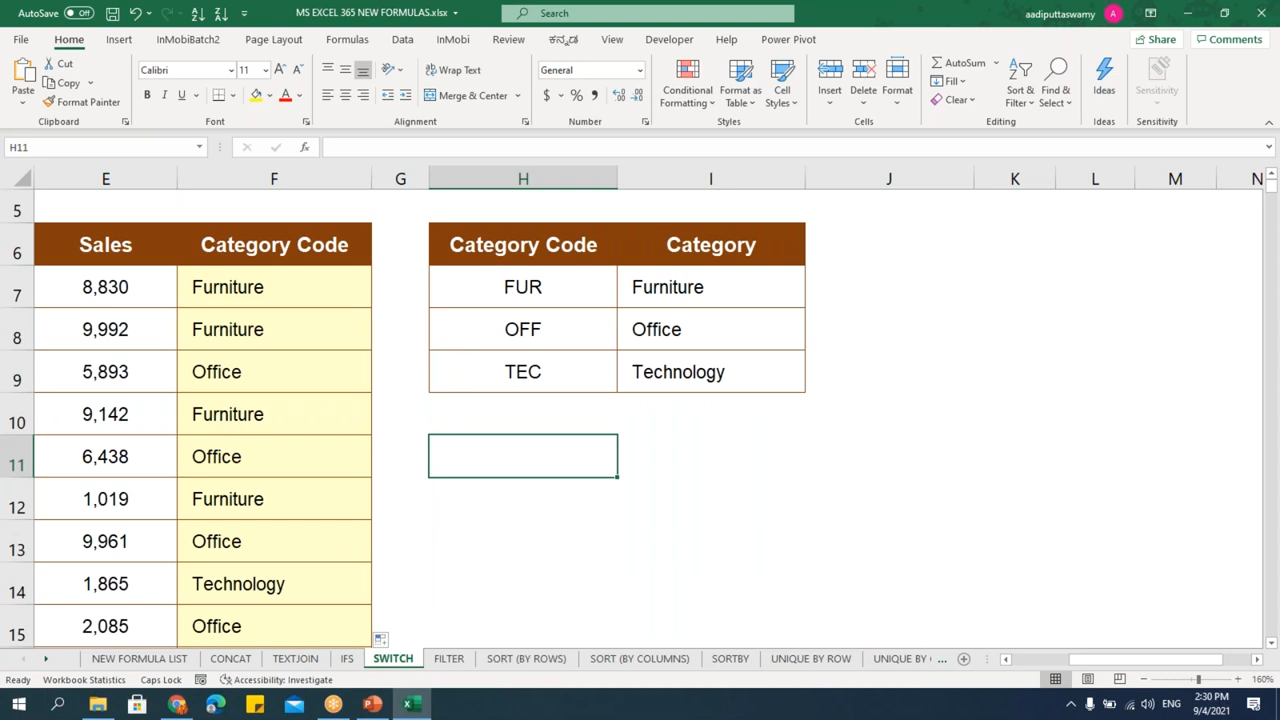 AutoSave Off MS EXCEL 365 NEW FORMULAS.xlsx Search aadiputtaswamy A
File Home Insert InMobiBatch2 Page Layout Formulas Data InMobi Review ಕನ್ನಡ View Developer Help Power Pivot Share Comments
Paste Cut Copy Format Painter
Calibri 11 B I U A
Wrap Text Merge & Center
General $ % ,
Conditional Formatting Format as Table Cell Styles
Insert Delete Format
AutoSum Fill Clear Sort & Filter Find & Select
Ideas Sensitivity
Clipboard Font Alignment Number Styles Cells Editing Ideas Sensitivity
H11 fx
E F G H I J K L M N
5
6 Sales Category Code Category Code Category
7 8,830 Furniture FUR Furniture
8 9,992 Furniture OFF Office
9 5,893 Office TEC Technology
10 9,142 Furniture
11 6,438 Office
12 1,019 Furniture
13 9,961 Office
14 1,865 Technology
15 2,085 Office
NEW FORMULA LIST CONCAT TEXTJOIN IFS SWITCH FILTER SORT (BY ROWS) SORT (BY COLUMNS) SORTBY UNIQUE BY ROW UNIQUE BY ( ...
Ready Workbook Statistics Caps Lock Accessibility: Investigate 160%
ENG 2:30 PM
9/4/2021